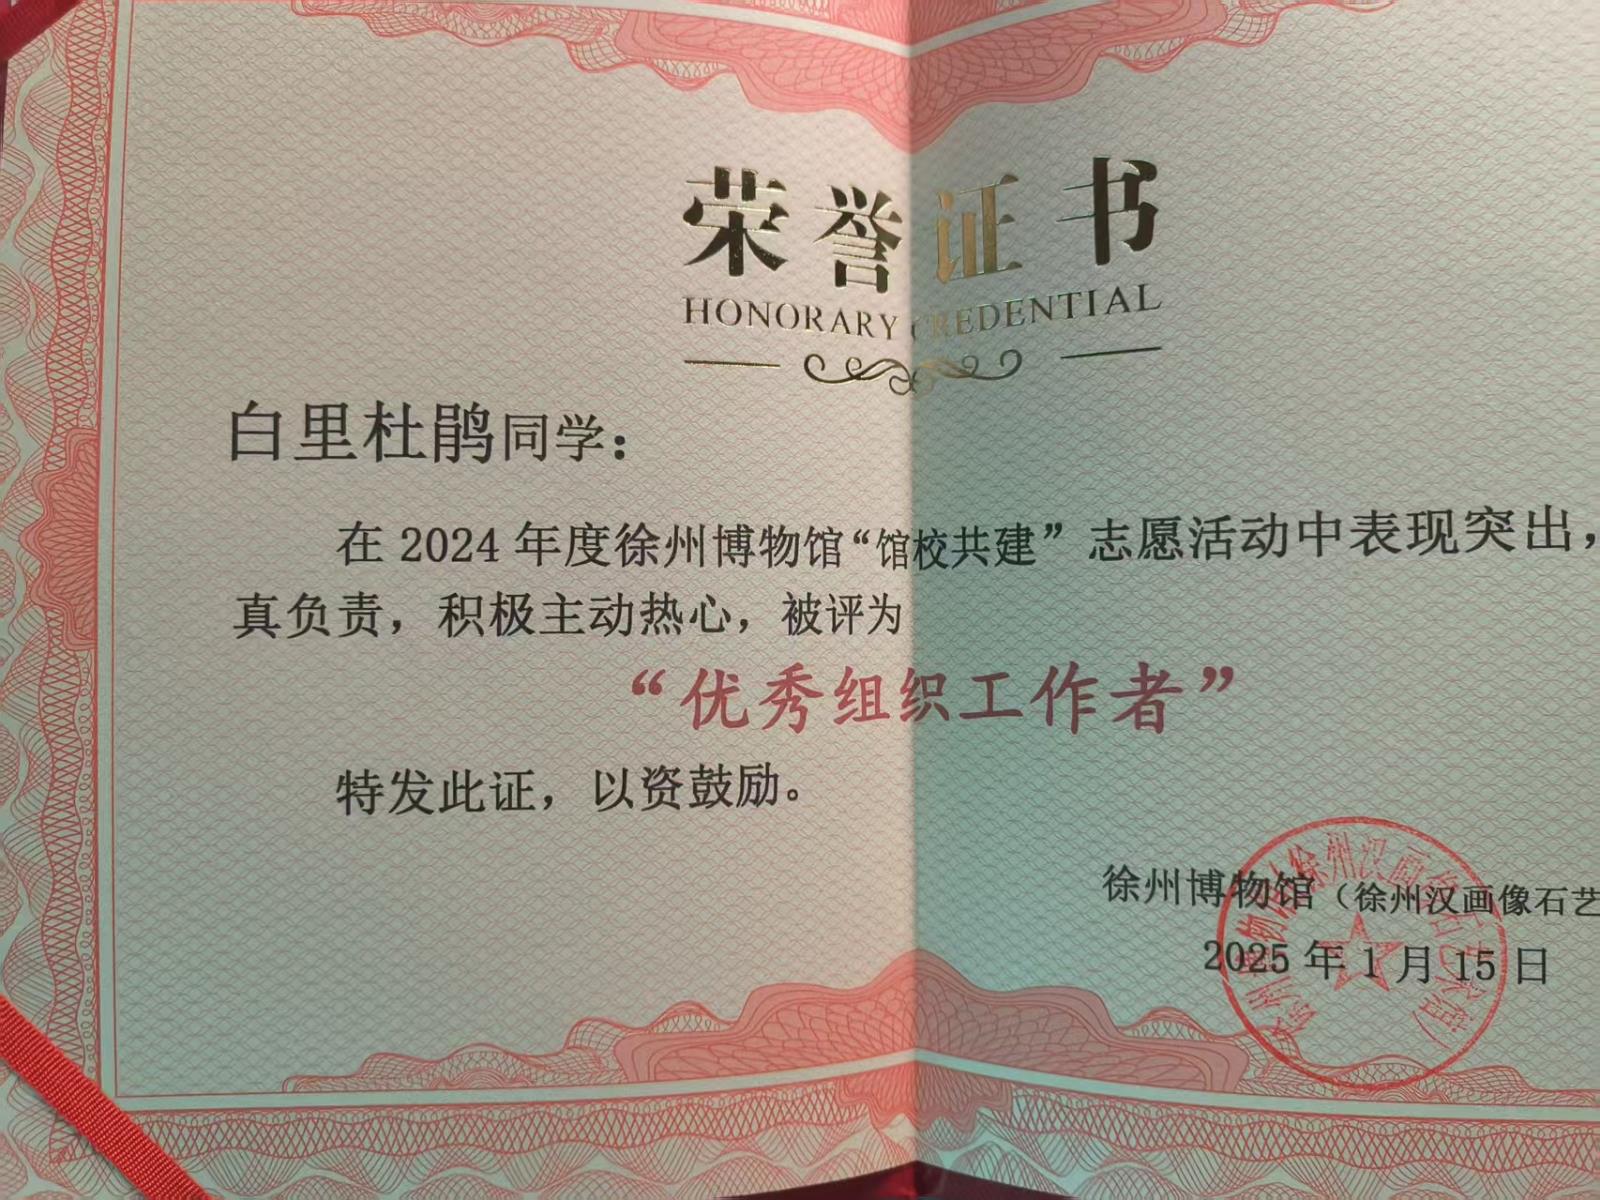 荣誉证书
HONORARY CREDENTIAL
白里杜鹃同学：
在 2024 年度徐州博物馆“馆校共建”志愿活动中表现突出，
真负责，积极主动热心，被评为
“优秀组织工作者”
特发此证，以资鼓励。
徐州博物馆（徐州汉画像石艺
2025 年 1 月 15 日